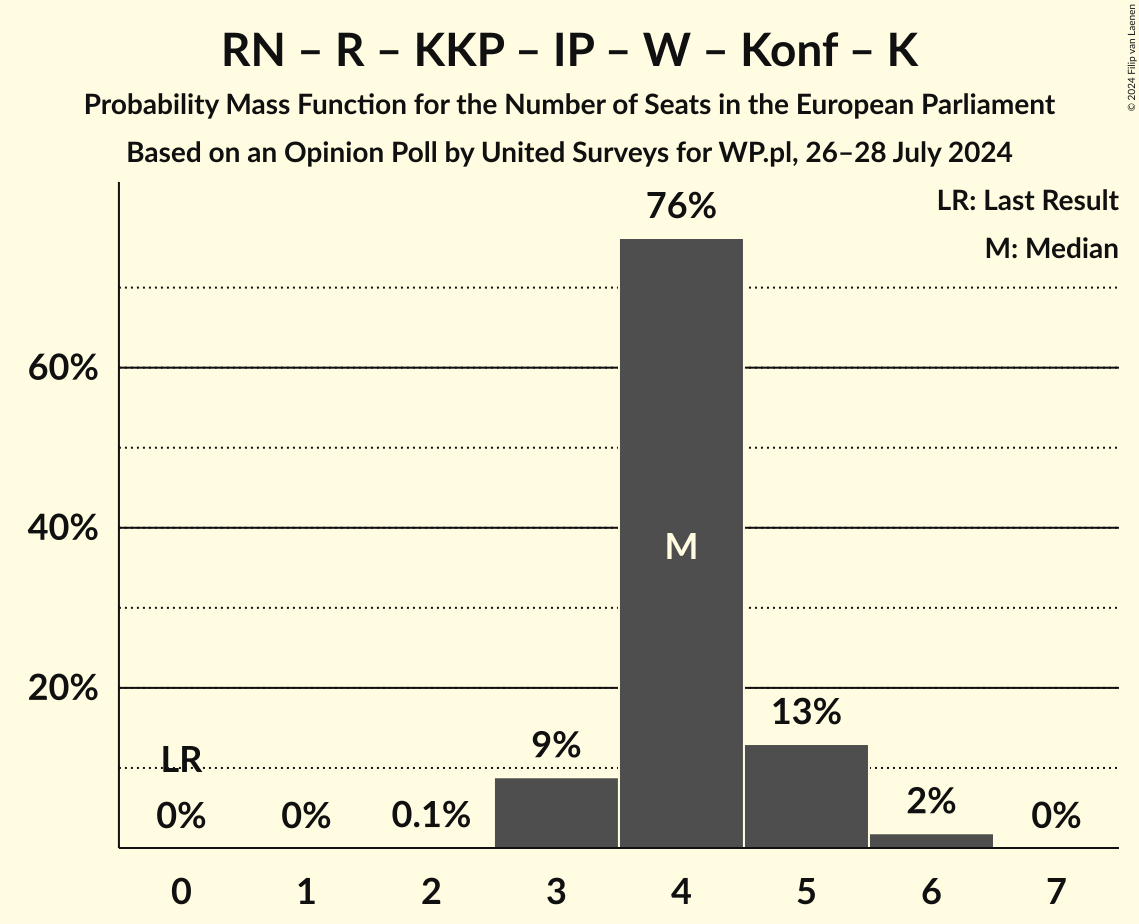 RN – R – KKP – IP – W – Konf – K
Probability Mass Function for the Number of Seats in the European Parliament
Based on an Opinion Poll by United Surveys for WP.pl, 26–28 July 2024
© 2024 Filip van Laenen
LR: Last Result
M: Median
76%
60%
M
40%
20%
13%
9%
LR
2%
0% 0% 0.1% 0%
0 1 2 3 4 5 6 7